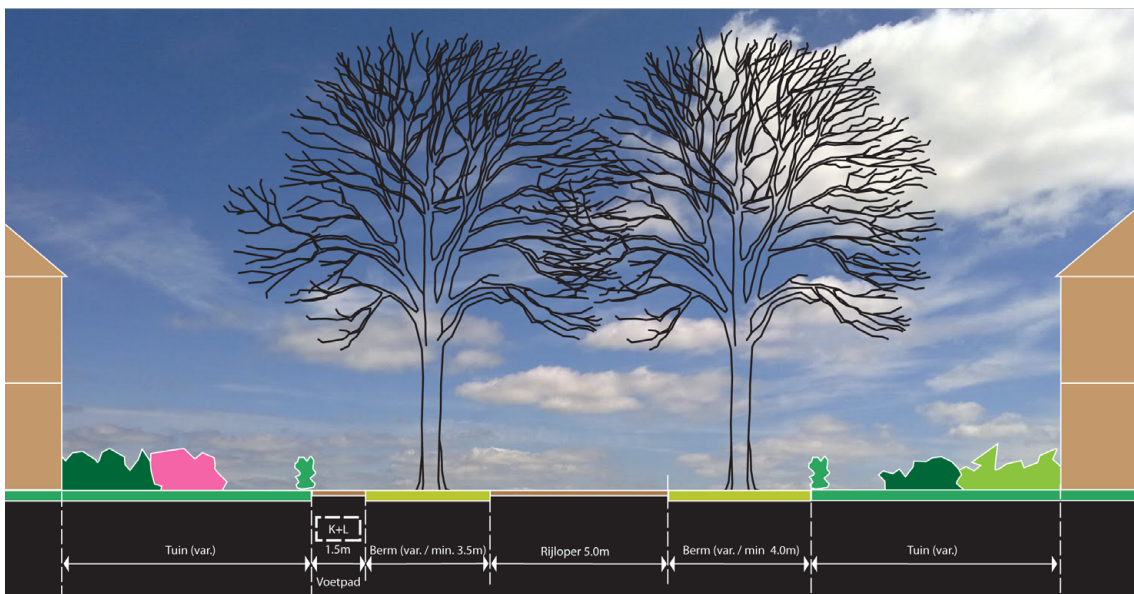 K+L
Tuin (var.)
1.5m
Berm (var. / min. 3.5m)
Rijloper 5.0m
Berm (var. / min  4.0m)
Tuin (var.)
Voetpad